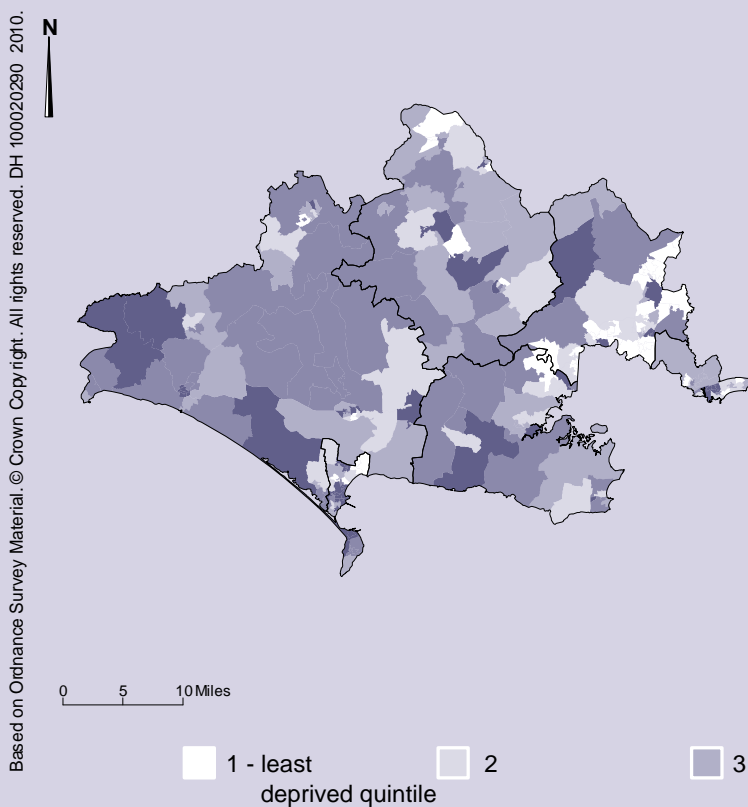 Based on Ordnance Survey Material. © Crown Copyright. All rights reserved. DH 100020290 2010.
N
0 5 10 Miles
1 - least
deprived quintile
2
3